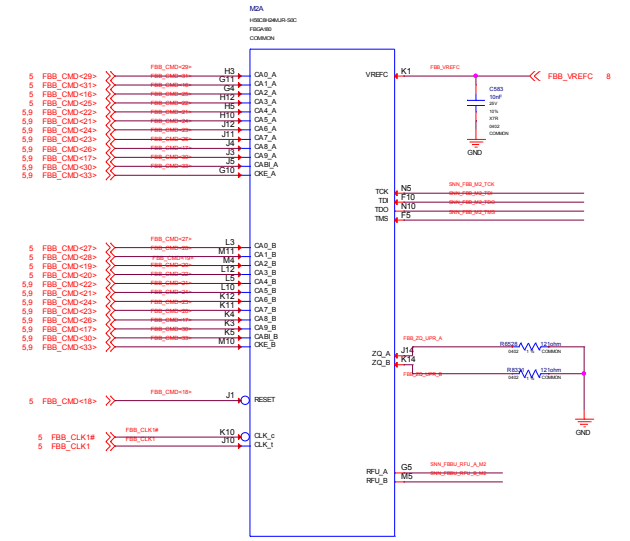 M2A
FBGA180
COMMON
5 FBB_CMD<29> FBB_CMD<29> H3 CA0_A
5 FBB_CMD<31> G11 CA1_A
5 FBB_CMD<16> G4 CA2_A
5 FBB_CMD<25> H12 CA3_A
5,9 FBB_CMD<22> H5 CA4_A
5,9 FBB_CMD<21> H10 CA5_A
5,9 FBB_CMD<24> J12 CA6_A
5,9 FBB_CMD<23> J11 CA7_A
5,9 FBB_CMD<26> J4 CA8_A
5,9 FBB_CMD<17> J3 CA9_A
5,9 FBB_CMD<30> J5 CABI_A
5,9 FBB_CMD<33> G10 CKE_A
VREFC K1 FBB_VREFC FBB_VREFC 8
C583
10nF
10%
X7R
0402
COMMON
GND
TCK N5 SNN_FBB_M2_TCK
TDI F10 SNN_FBB_M2_TDI
TDO N10 SNN_FBB_M2_TDO
TMS F5 SNN_FBB_M2_TMS
5 FBB_CMD<27> FBB_CMD<27> L3 CA0_B
5 FBB_CMD<28> M11 CA1_B
5 FBB_CMD<19> M4 CA2_B
5 FBB_CMD<20> L12 CA3_B
5,9 FBB_CMD<22> L5 CA4_B
5,9 FBB_CMD<21> L10 CA5_B
5,9 FBB_CMD<24> K12 CA6_B
5,9 FBB_CMD<23> K11 CA7_B
5,9 FBB_CMD<26> K4 CA8_B
5,9 FBB_CMD<17> K3 CA9_B
5,9 FBB_CMD<30> K5 CABI_B
5,9 FBB_CMD<33> M10 CKE_B
ZQ_A J14 FBB_ZQ_UPR_A
ZQ_B K14 FBB_ZQ_UPR_B
121ohm
0402 1% COMMON
121ohm
0402 1% COMMON
GND
5 FBB_CMD<18> FBB_CMD<18> J1 RESET
5 FBB_CLK1# FBB_CLK1# K10 CLK_c
5 FBB_CLK1 FBB_CLK1 J10 CLK_t
RFU_A G5 SNN_FBBU_RFU_A_M2
RFU_B M5 SNN_FBBU_RFU_B_M2